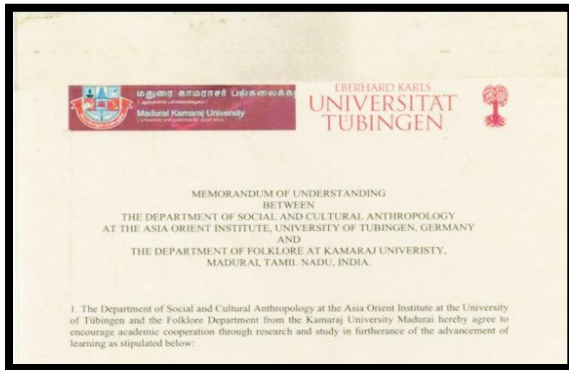 மதுரை காமராசர் பல்கலைக்க
Madurai Kamaraj University
EBERHARD KARLS
UNIVERSITÄT
TÜBINGEN
MEMORANDUM OF UNDERSTANDING
BETWEEN
THE DEPARTMENT OF SOCIAL AND CULTURAL ANTHROPOLOGY
AT THE ASIA ORIENT INSTITUTE, UNIVERSITY OF TUBINGEN, GERMANY
AND
THE DEPARTMENT OF FOLKLORE AT KAMARAJ UNIVERISTY,
MADURAI, TAMIL NADU, INDIA.
1. The Department of Social and Cultural Anthropology at the Asia Orient Institute at the University
of Tübingen and the Folklore Department from the Kamaraj University Madurai hereby agree to
encourage academic cooperation through research and study in furtherance of the advancement of
learning as stipulated below: